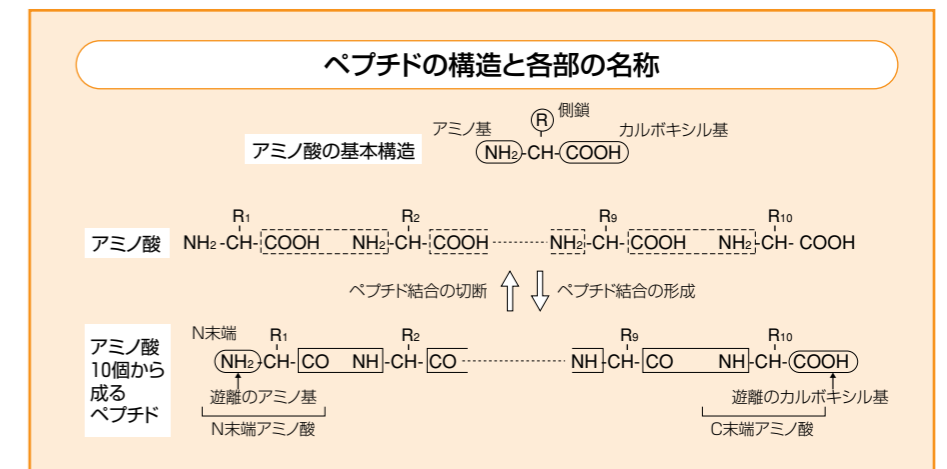 ペプチドの構造と各部の名称
R 側鎖
アミノ基 カルボキシル基
アミノ酸の基本構造 NH2-CH-COOH
R1 R2 R9 R10
アミノ酸 NH2-CH-COOH NH2-CH-COOH NH2-CH-COOH NH2-CH-COOH
ペプチド結合の切断 ペプチド結合の形成
N末端 R1 R2 R9 R10
アミノ酸
10個から
成る
ペプチド
NH2-CH-CO NH-CH-CO NH-CH-CO NH-CH-COOH
遊離のアミノ基 遊離のカルボキシル基
N末端アミノ酸 C末端アミノ酸